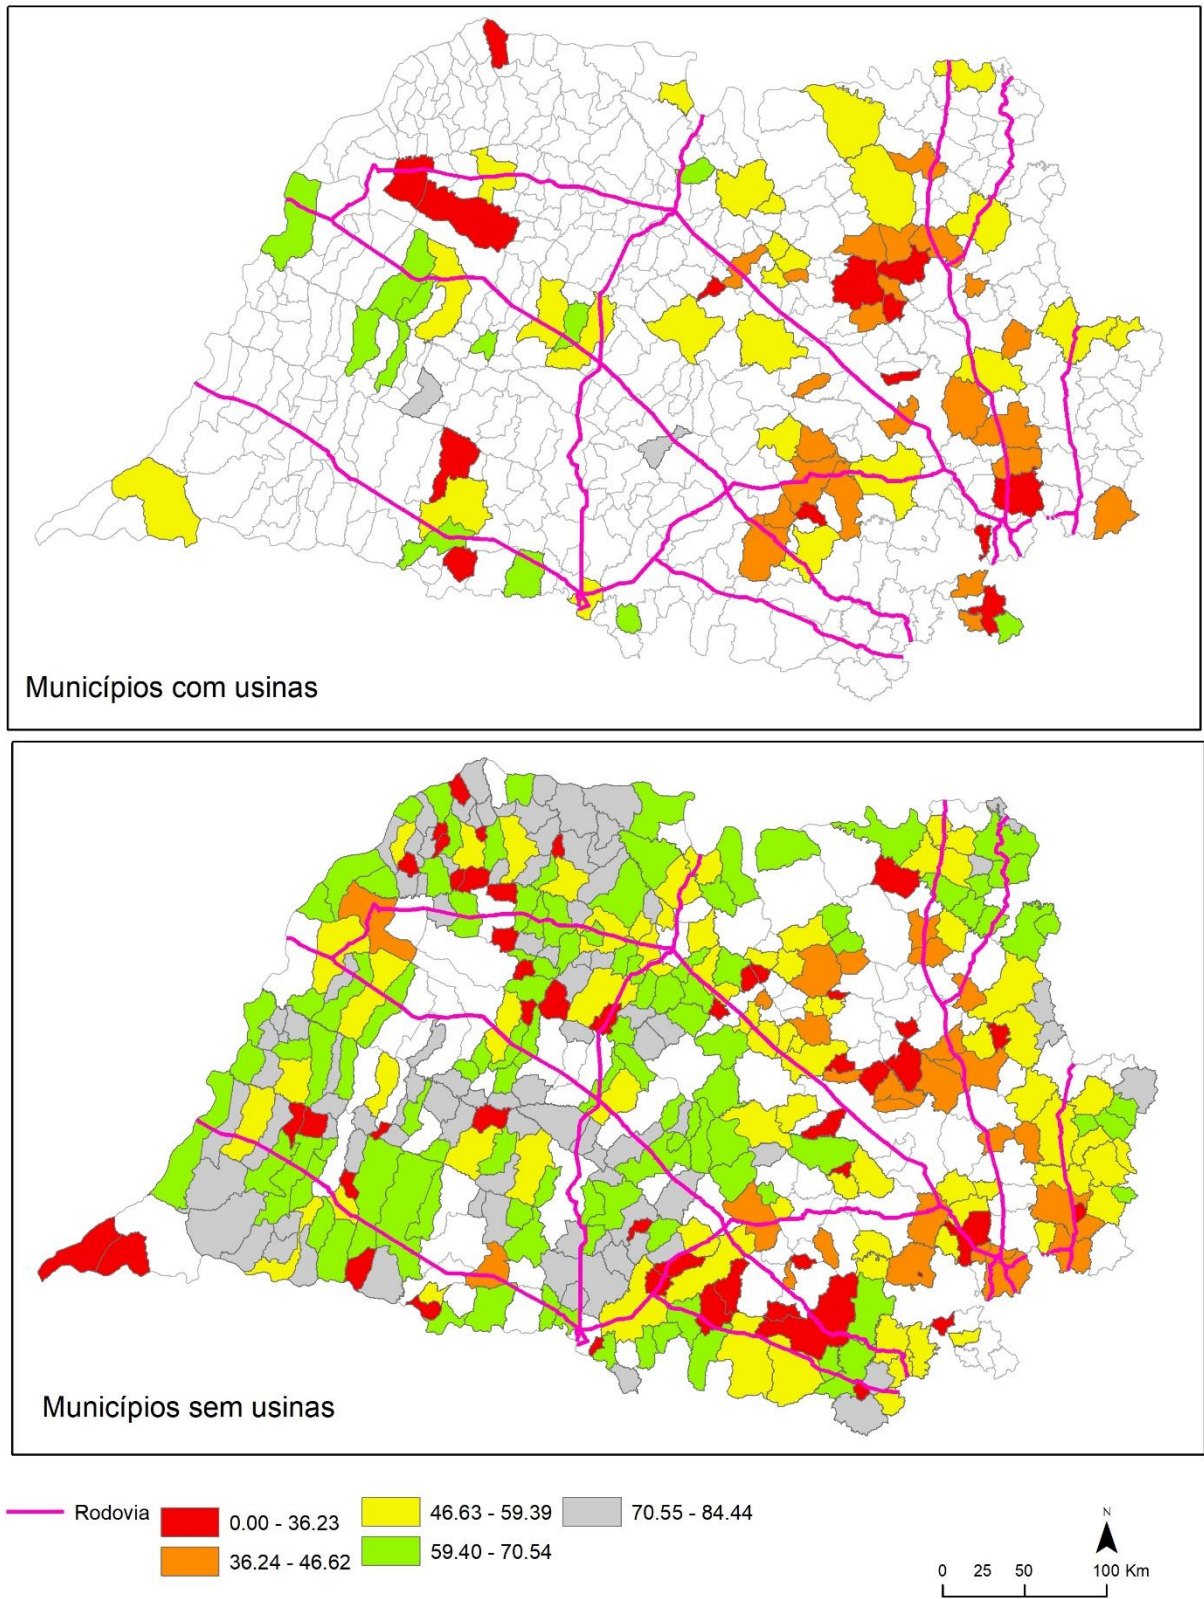 Municípios com usinas
Municípios sem usinas
Rodovia
0.00 - 36.23
36.24 - 46.62
46.63 - 59.39
59.40 - 70.54
70.55 - 84.44
N
0 25 50 100 Km